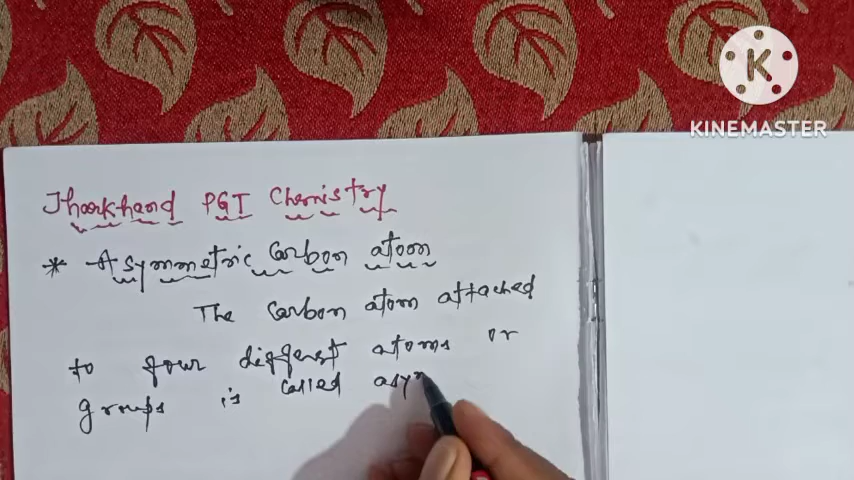 KINEMASTER
Jharkhand PGT Chemistry
* Asymmetric Carbon atom
The Carbon atom attached
to four different atoms or
groups is called asym